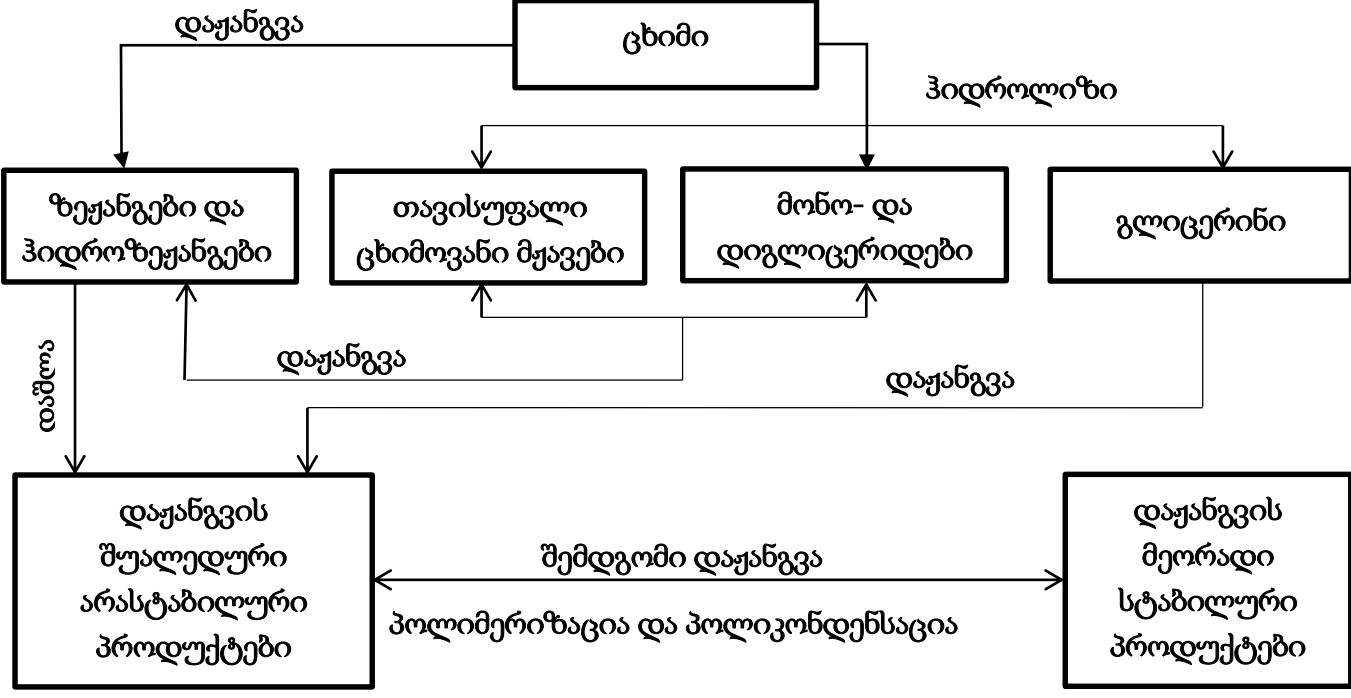 დაჟანგვა
ცხიმი
ჰიდროლიზი
ზეჟანგები და
ჰიდროზეჟანგები
თავისუფალი
ცხიმოვანი მჟავები
მონო- და
დიგლიცერიდები
გლიცერინი
დაშლა
დაჟანგვა
დაჟანგვა
დაჟანგვის
შუალედური
არასტაბილური
პროდუქტები
შემდგომი დაჟანგვა
პოლიმერიზაცია და პოლიკონდენსაცია
დაჟანგვის
მეორადი
სტაბილური
პროდუქტები